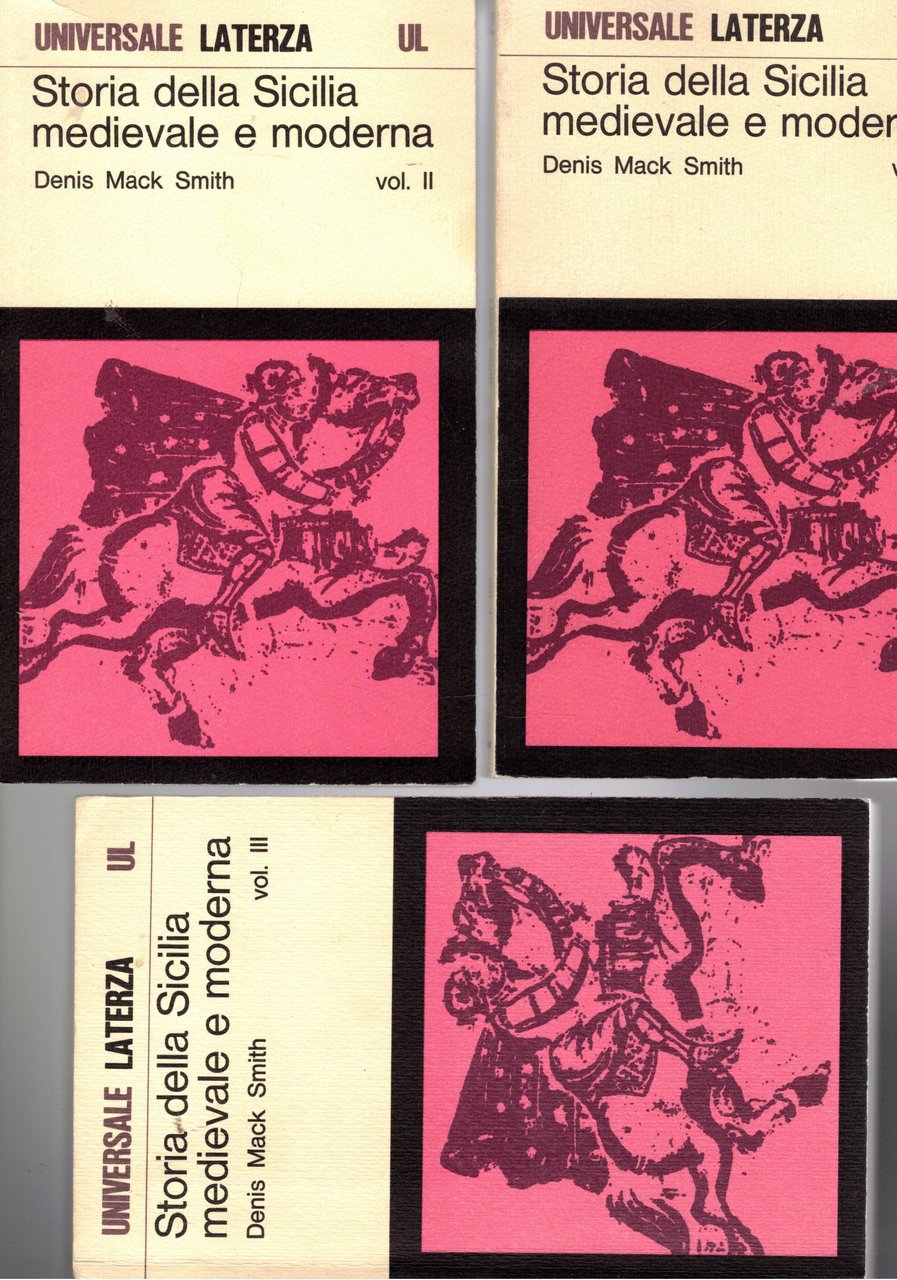 UNIVERSALE LATERZA UL
Storia della Sicilia
medievale e moderna
Denis Mack Smith vol. II
UNIVERSALE LATERZA
Storia della Sicilia
medievale e moder
Denis Mack Smith
UNIVERSALE LATERZA UL
Storia della Sicilia
medievale e moderna
Denis Mack Smith vol. III